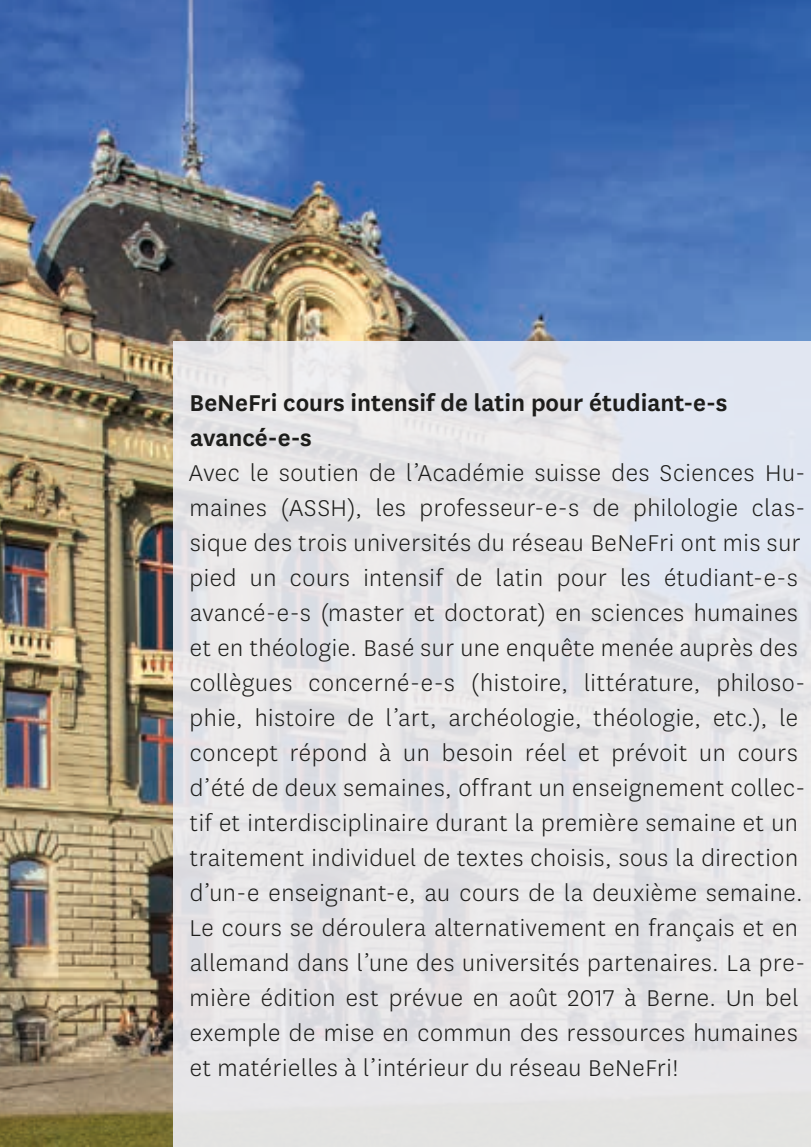 BeNeFri cours intensif de latin pour étudiant-e-s
avancé-e-s
Avec le soutien de l'Académie suisse des Sciences Hu-
maines (ASSH), les professeur-e-s de philologie clas-
sique des trois universités du réseau BeNeFri ont mis sur
pied un cours intensif de latin pour les étudiant-e-s
avancé-e-s (master et doctorat) en sciences humaines
et en théologie. Basé sur une enquête menée auprès des
collègues concerné-e-s (histoire, littérature, philoso-
phie, histoire de l'art, archéologie, théologie, etc.), le
concept répond à un besoin réel et prévoit un cours
d'été de deux semaines, offrant un enseignement collec-
tif et interdisciplinaire durant la première semaine et un
traitement individuel de textes choisis, sous la direction
d'un-e enseignant-e, au cours de la deuxième semaine.
Le cours se déroulera alternativement en français et en
allemand dans l'une des universités partenaires. La pre-
mière édition est prévue en août 2017 à Berne. Un bel
exemple de mise en commun des ressources humaines
et matérielles à l'intérieur du réseau BeNeFri!